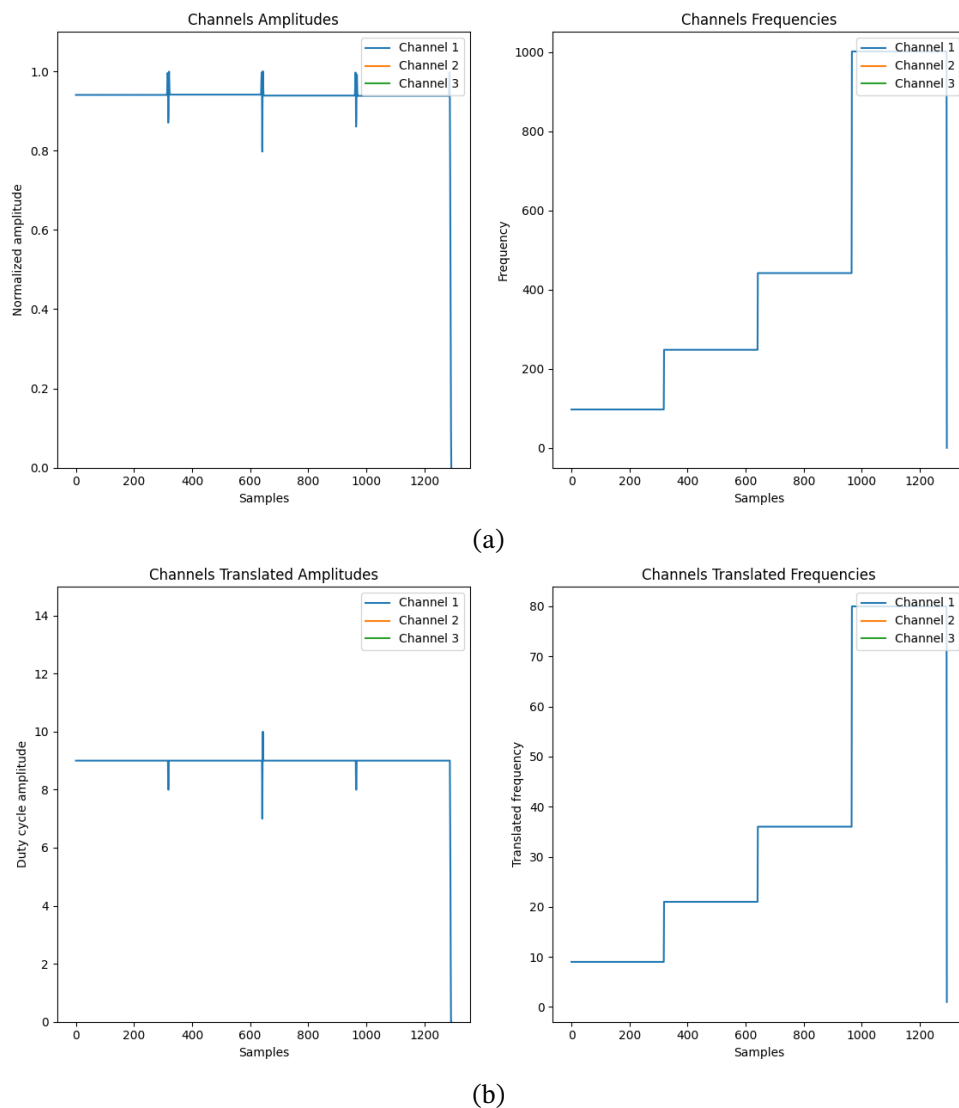 Channels Amplitudes
Channel 1
Channel 2
Channel 3
1.0
0.8
0.6
0.4
0.2
0.0
Normalized amplitude
0 200 400 600 800 1000 1200
Samples
Channels Frequencies
Channel 1
Channel 2
Channel 3
1000
800
600
400
200
0
Frequency
0 200 400 600 800 1000 1200
Samples
(a)
Channels Translated Amplitudes
Channel 1
Channel 2
Channel 3
14
12
10
8
6
4
2
0
Duty cycle amplitude
0 200 400 600 800 1000 1200
Samples
Channels Translated Frequencies
Channel 1
Channel 2
Channel 3
80
70
60
50
40
30
20
10
0
Translated frequency
0 200 400 600 800 1000 1200
Samples
(b)